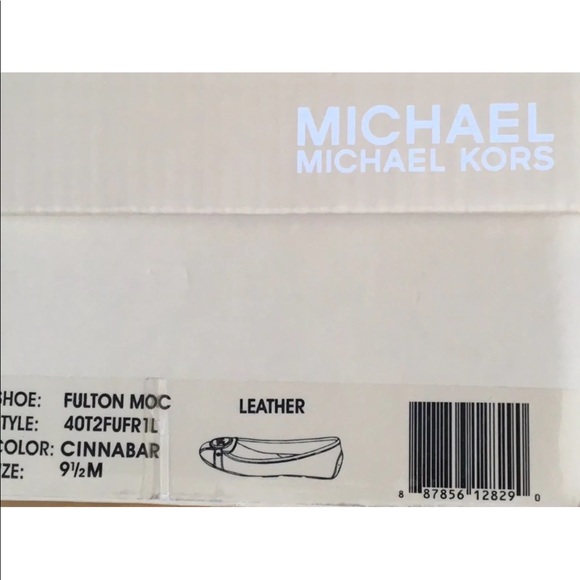 MICHAEL
MICHAEL KORS
SHOE: FULTON MOC
TYLE: 40T2FUFR1L
COLOR: CINNABAR
ZE: 9½M
LEATHER
8 87856 12829 0